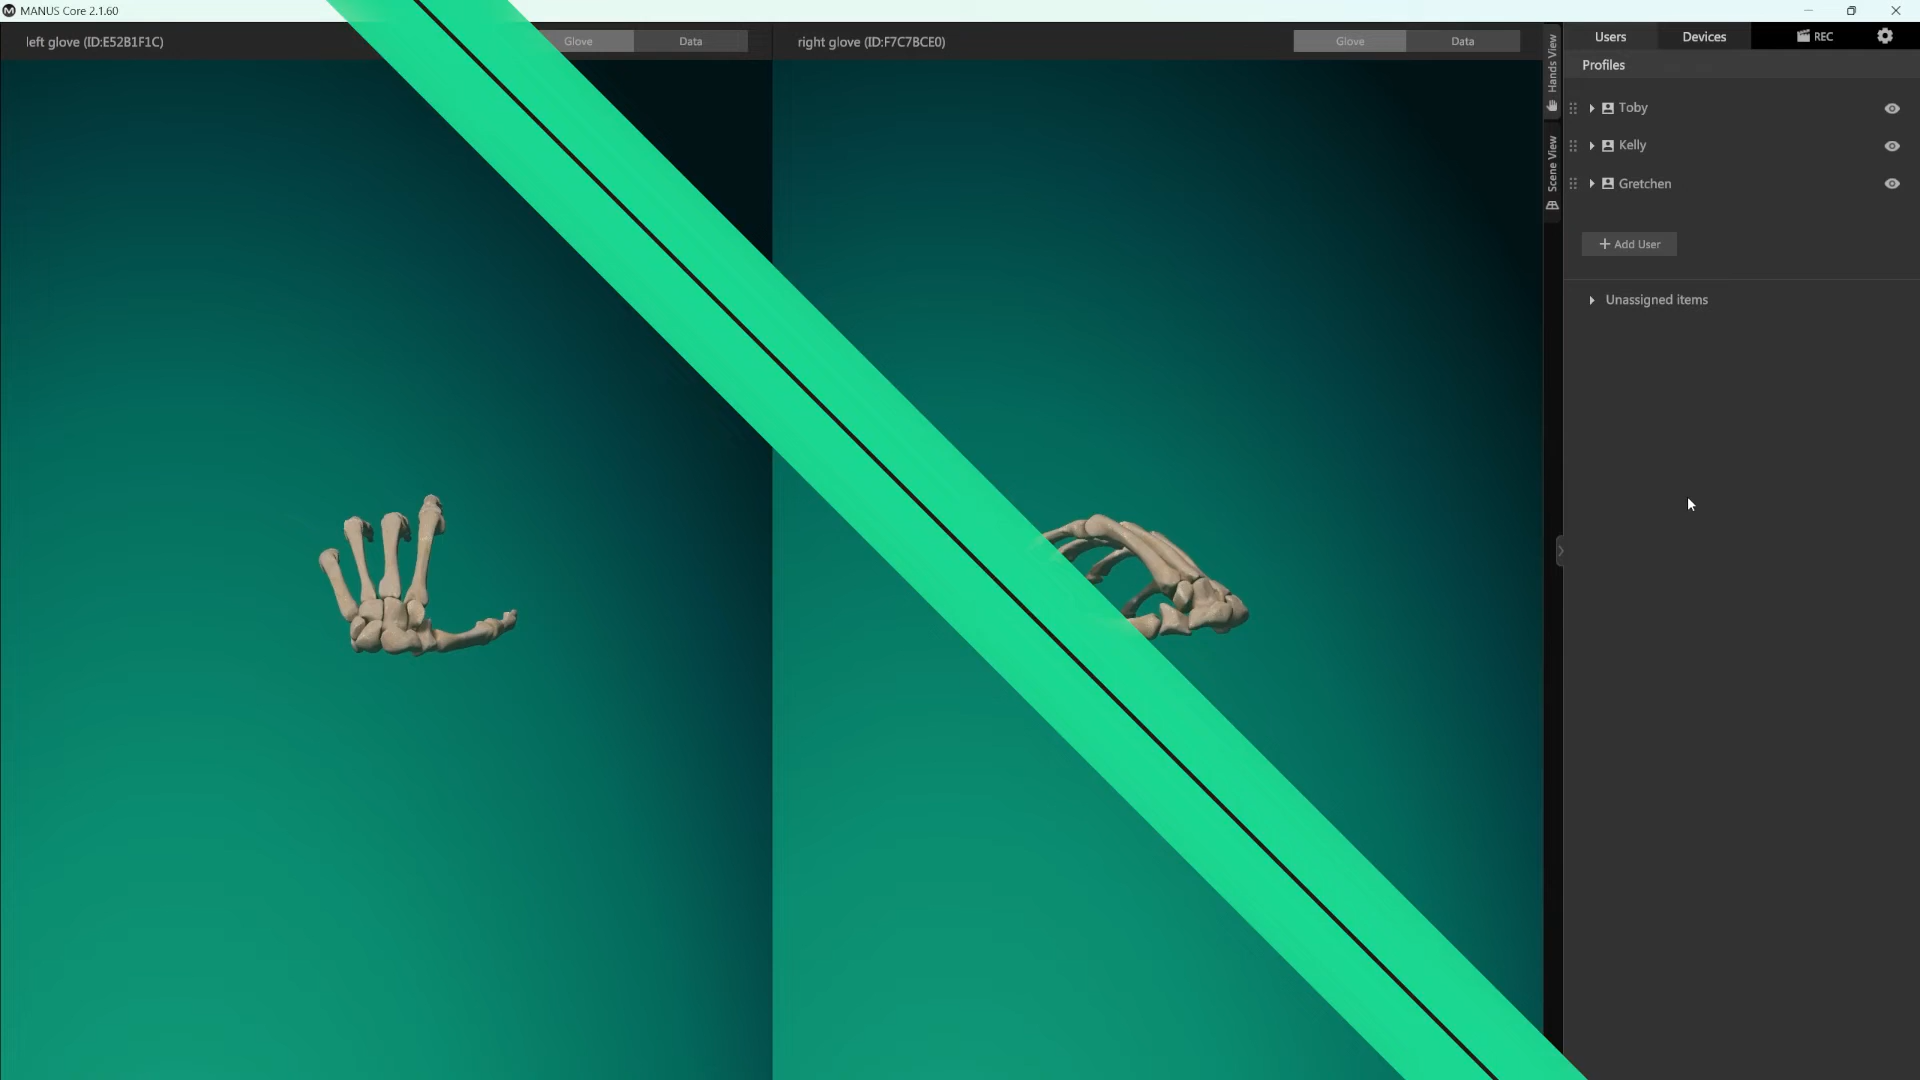 MANUS Core 2.1.60
left glove (ID:E52B1F1C)
Glove
Data
right glove (ID:F7C7BCE0)
Glove
Data
Hands View
Scene View
Users
Devices
REC
Profiles
Toby
Kelly
Gretchen
+ Add User
Unassigned items